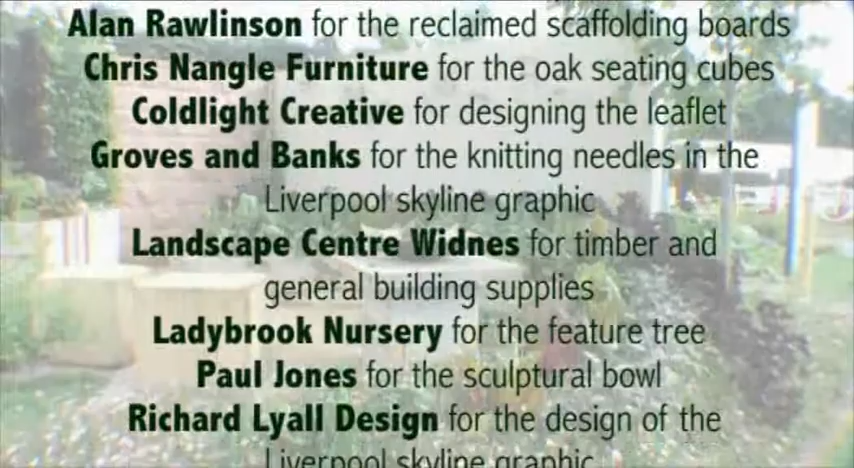 Alan Rawlinson for the reclaimed scaffolding boards
Chris Nangle Furniture for the oak seating cubes
Coldlight Creative for designing the leaflet
Groves and Banks for the knitting needles in the
Liverpool skyline graphic
Landscape Centre Widnes for timber and
general building supplies
Ladybrook Nursery for the feature tree
Paul Jones for the sculptural bowl
Richard Lyall Design for the design of the
Liverpool skyline graphic